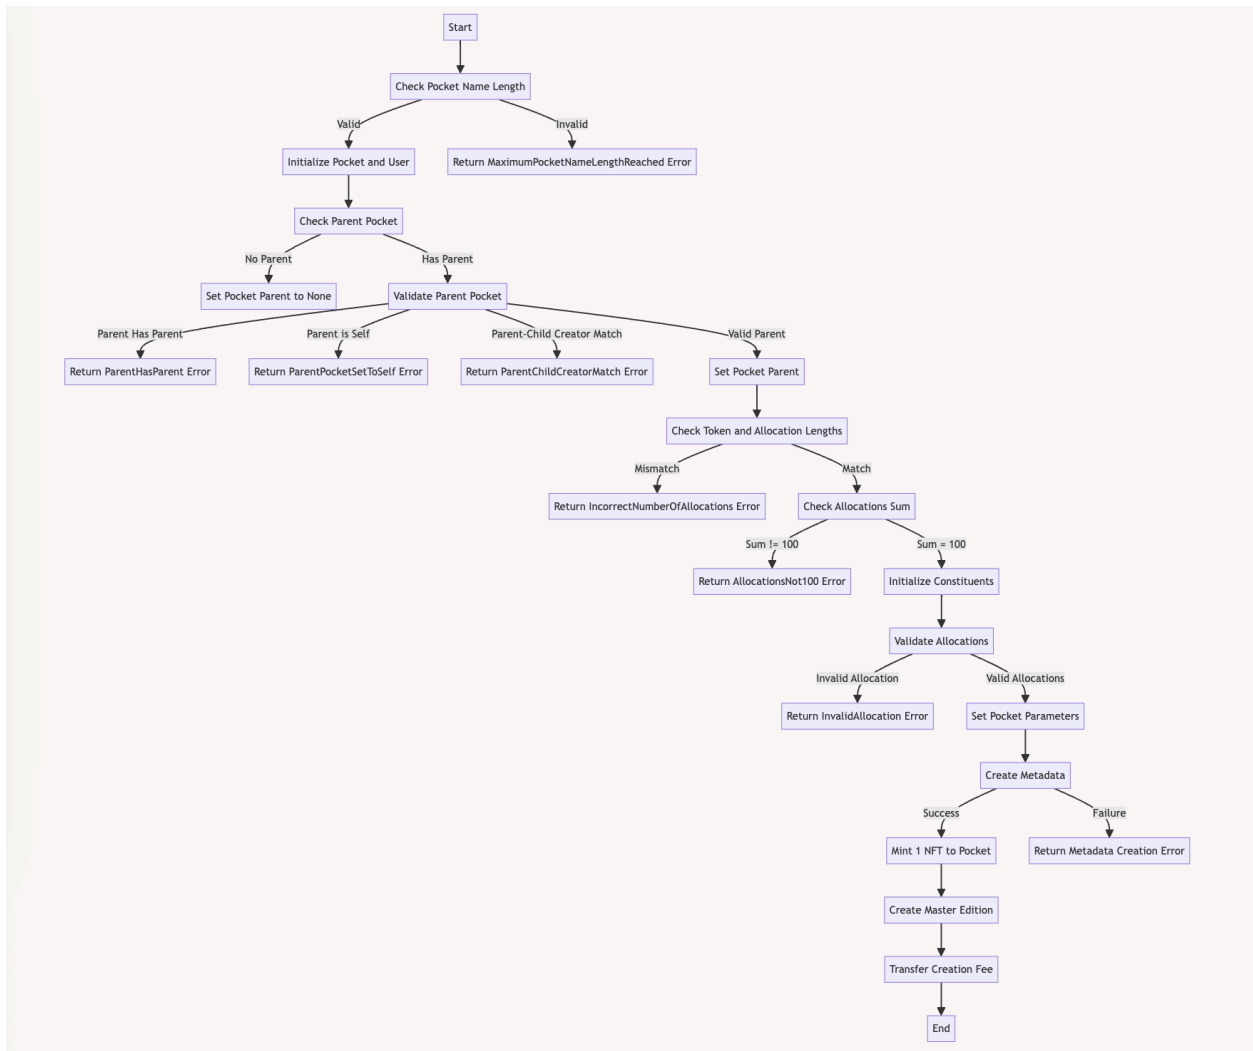 Start
Check Pocket Name Length
Valid
Invalid
Initialize Pocket and User
Return MaximumPocketNameLengthReached Error
Check Parent Pocket
No Parent
Has Parent
Set Pocket Parent to None
Validate Parent Pocket
Parent Has Parent
Parent is Self
Parent-Child Creator Match
Valid Parent
Return ParentHasParent Error
Return ParentPocketSetToSelf Error
Return ParentChildCreatorMatch Error
Set Pocket Parent
Check Token and Allocation Lengths
Mismatch
Match
Return IncorrectNumberOfAllocations Error
Check Allocations Sum
Sum != 100
Sum = 100
Return AllocationsNot100 Error
Initialize Constituents
Validate Allocations
Invalid Allocation
Valid Allocations
Return InvalidAllocation Error
Set Pocket Parameters
Create Metadata
Success
Failure
Mint 1 NFT to Pocket
Return Metadata Creation Error
Create Master Edition
Transfer Creation Fee
End